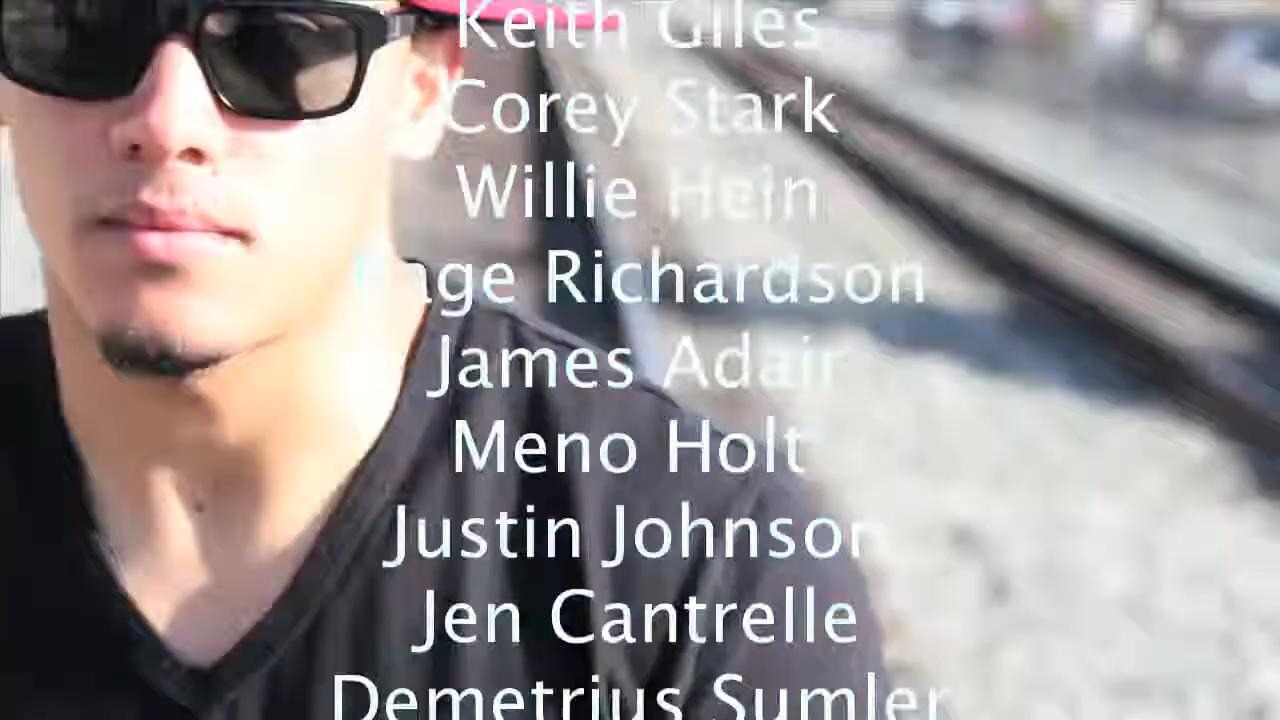 Keith Giles
Corey Stark
Willie Hein
Richardson
James Adair
Meno Holt
Justin Johnson
Jen Cantrelle
Demetrius Sumler